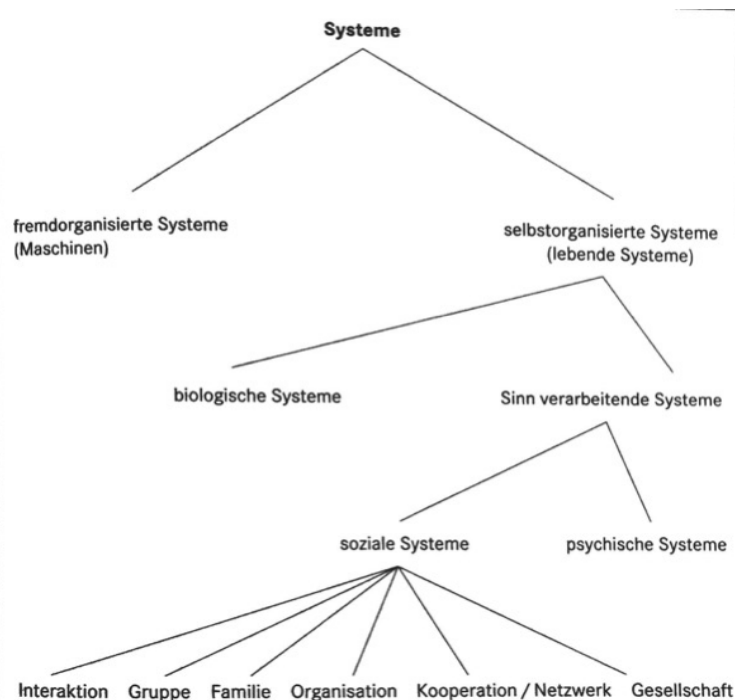 Systeme
fremdorganisierte Systeme
(Maschinen)
selbstorganisierte Systeme
(lebende Systeme)
biologische Systeme
Sinn verarbeitende Systeme
soziale Systeme
psychische Systeme
Interaktion Gruppe Familie Organisation Kooperation / Netzwerk Gesellschaft